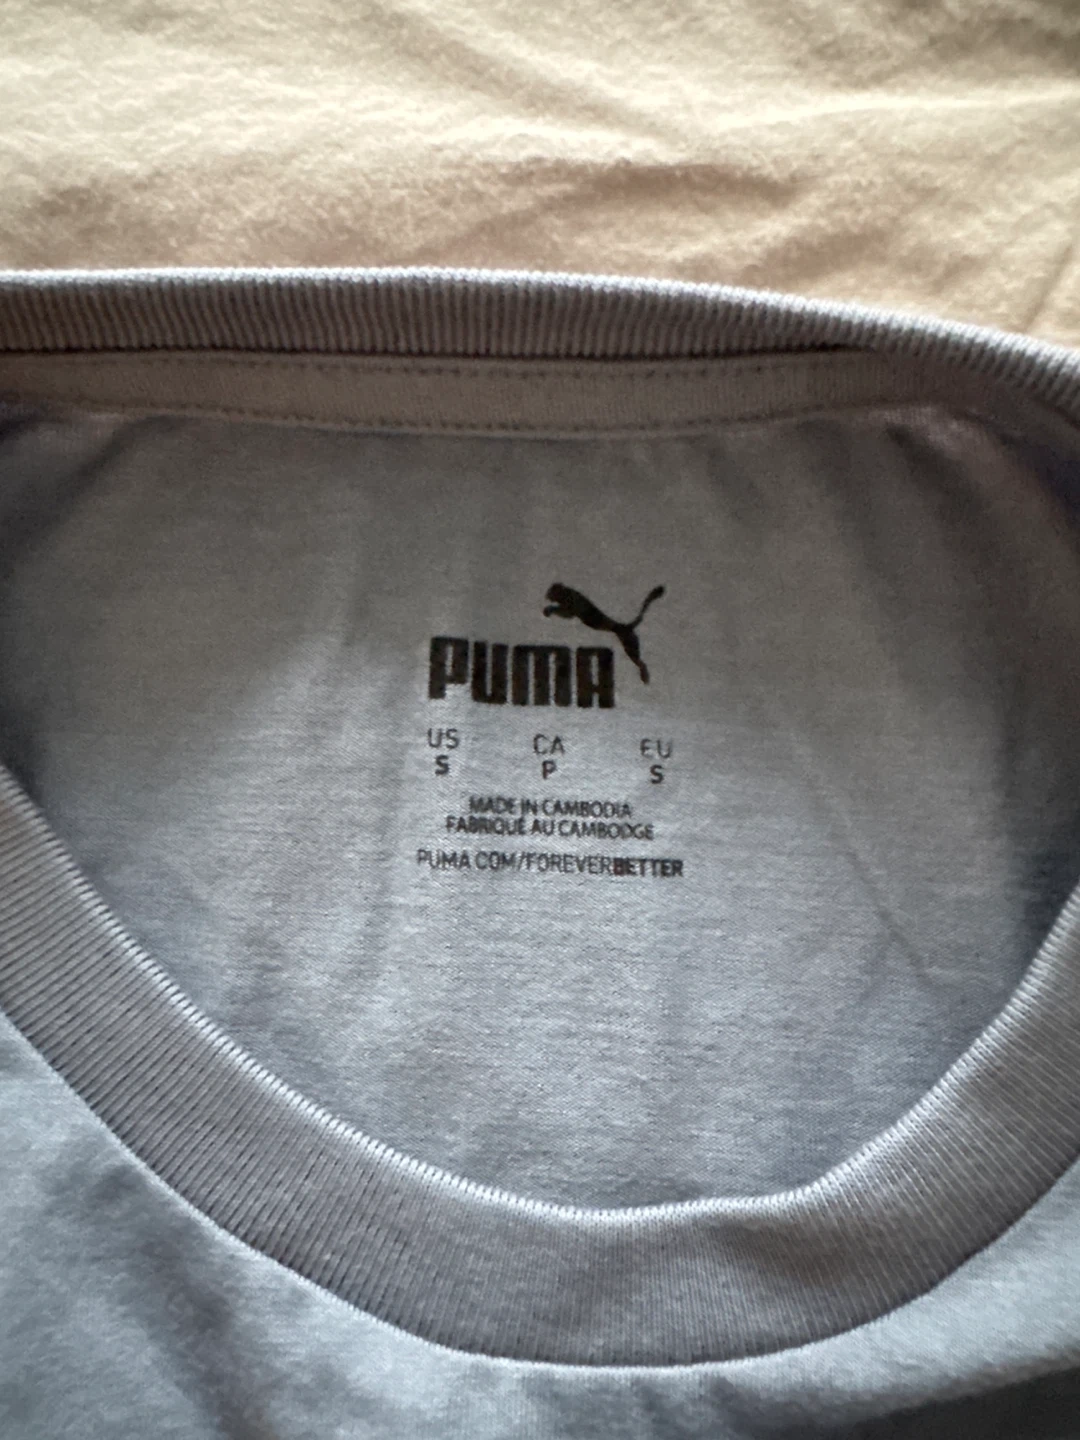 PUMA
US CA EU
S P S
MADE IN CAMBODIA
FABRIQUÉ AU CAMBODGE
PUMA.COM/FOREVERBETTER